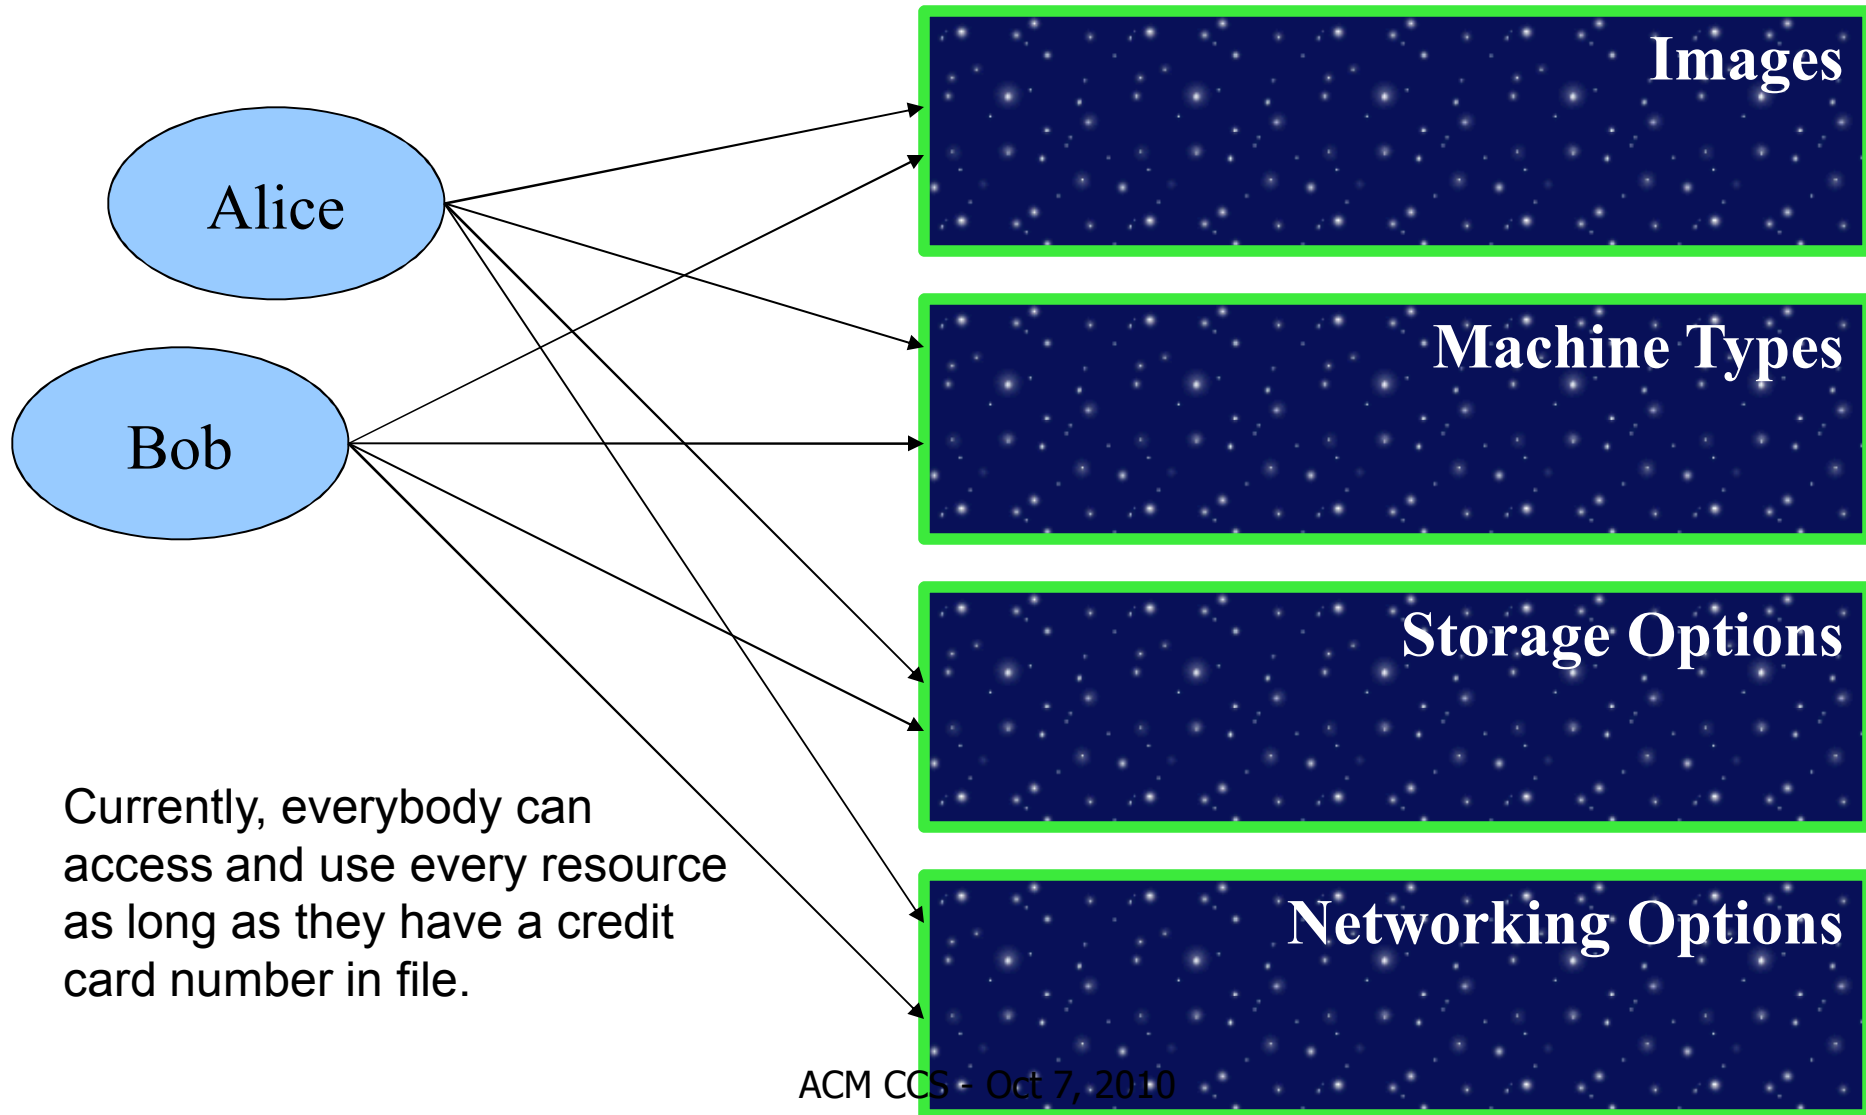 Images
Alice
Machine Types
Bob
Storage Options
Currently, everybody can
access and use every resource
as long as they have a credit
card number in file.
Networking Options
ACM CCS - Oct 7, 2010